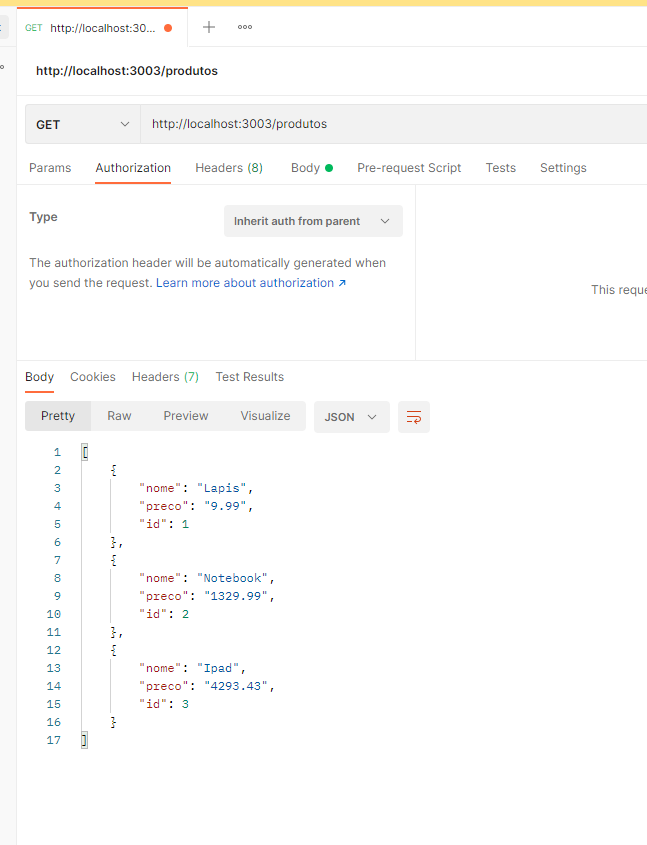 GET http://localhost:30...
http://localhost:3003/produtos
GET http://localhost:3003/produtos
Params Authorization Headers (8) Body Pre-request Script Tests Settings
Type Inherit auth from parent
The authorization header will be automatically generated when
you send the request. Learn more about authorization ↗
This reque
Body Cookies Headers (7) Test Results
Pretty Raw Preview Visualize JSON
1 [
2 {
3 "nome": "Lapis",
4 "preco": "9.99",
5 "id": 1
6 },
7 {
8 "nome": "Notebook",
9 "preco": "1329.99",
10 "id": 2
11 },
12 {
13 "nome": "Ipad",
14 "preco": "4293.43",
15 "id": 3
16 }
17 ]